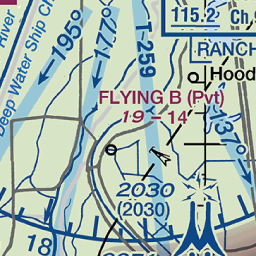 115.2 Ch
River
Deep Water Ship Ch
195°
177°
T-259
RANCH
Hood
FLYING B (Pvt)
19 - 14
137°
2030
(2030)
18